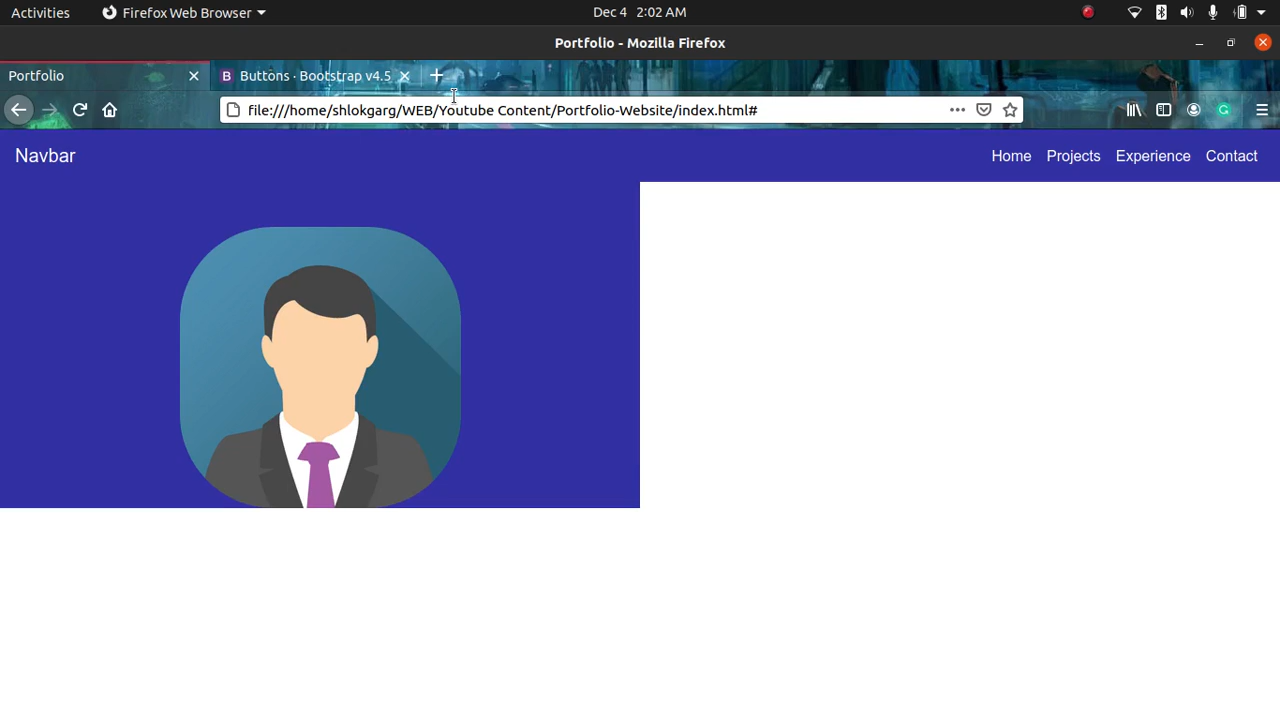 Activities Firefox Web Browser Dec 4 2:02 AM
Portfolio - Mozilla Firefox
Portfolio B Buttons · Bootstrap v4.5
file:///home/shlokgarg/WEB/Youtube Content/Portfolio-Website/index.html#
Navbar Home Projects Experience Contact